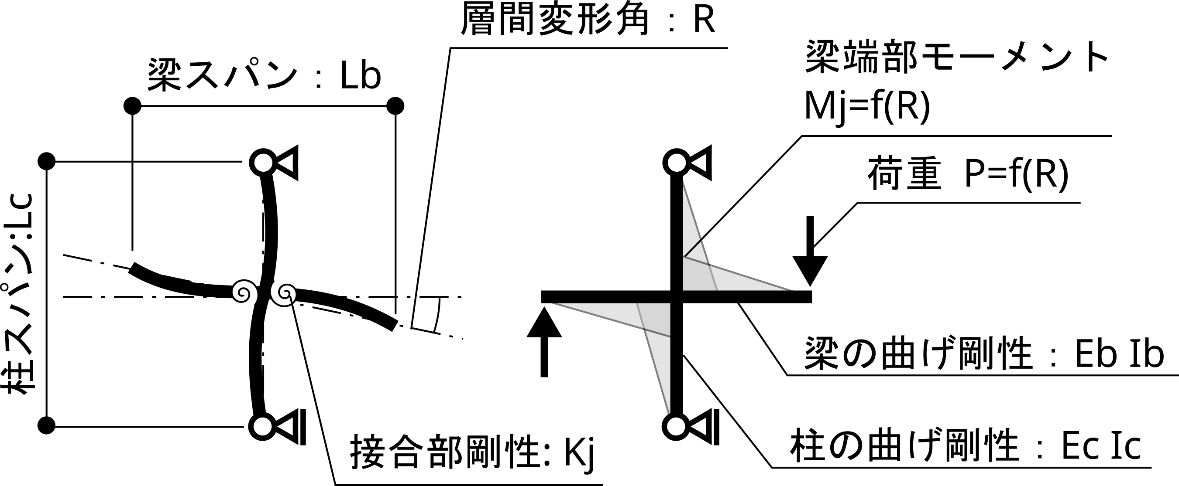 層間変形角：R
梁スパン：Lb
柱スパン:Lc
接合部剛性: Kj
梁端部モーメント
Mj=f(R)
荷重 P=f(R)
梁の曲げ剛性：Eb Ib
柱の曲げ剛性：Ec Ic